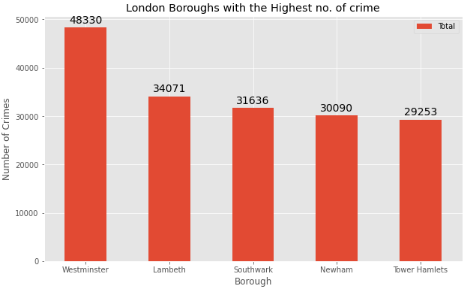 London Boroughs with the Highest no. of crime
Total
50000
40000
30000
20000
10000
0
Number of Crimes
48330
34071
31636
30090
29253
Westminster Lambeth Southwark Newham Tower Hamlets
Borough